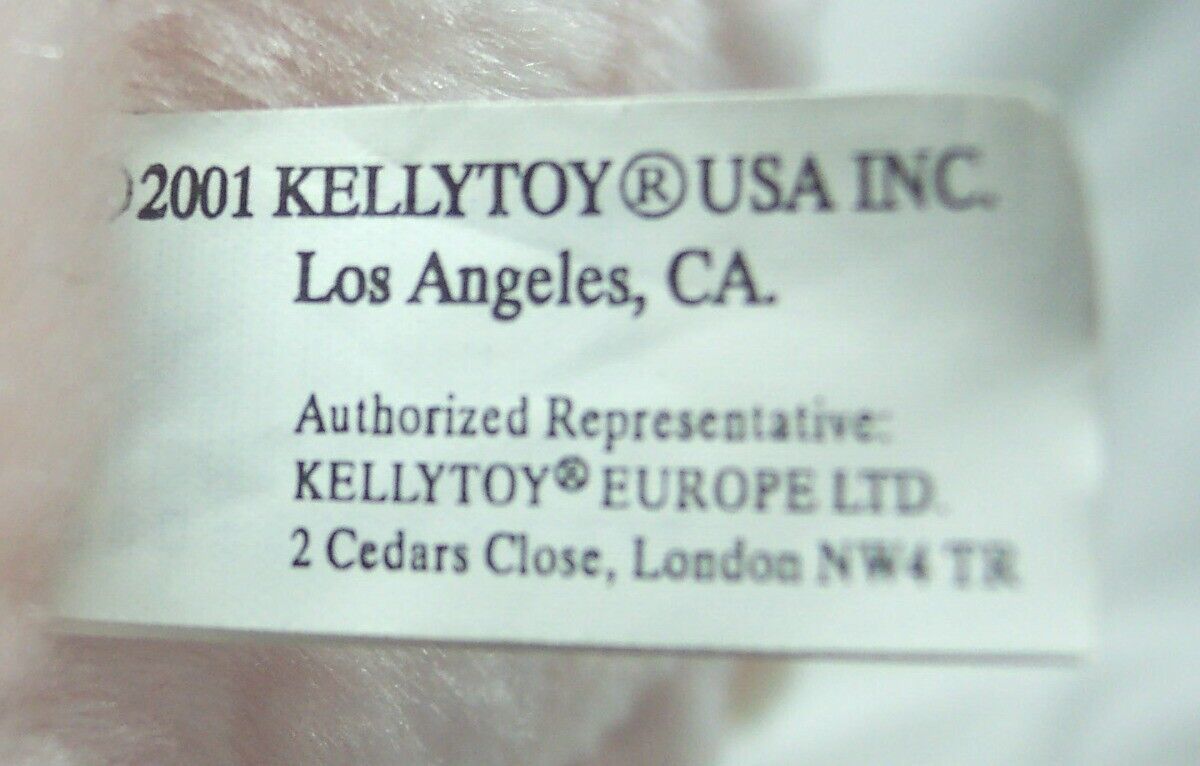 ©2001 KELLYTOY® USA INC.
Los Angeles, CA.
Authorized Representative:
KELLYTOY® EUROPE LTD.
2 Cedars Close, London NW4 TR